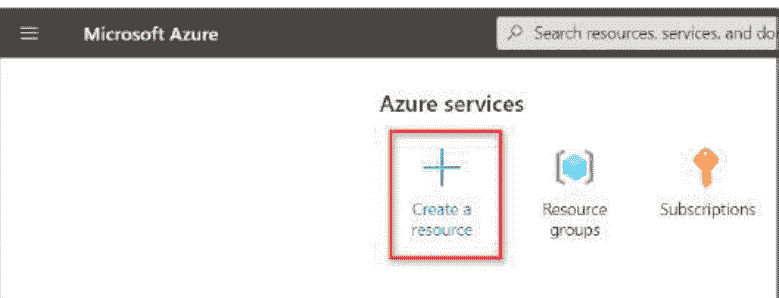 Microsoft Azure
Search resources, services, and do
Azure services
Create a
resource
Resource
groups
Subscriptions